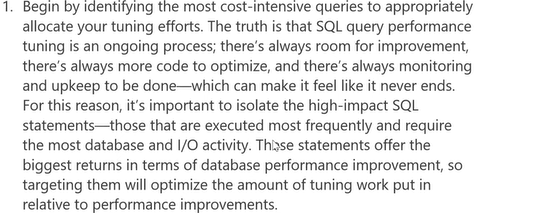 1. Begin by identifying the most cost-intensive queries to appropriately
allocate your tuning efforts. The truth is that SQL query performance
tuning is an ongoing process; there's always room for improvement,
there's always more code to optimize, and there's always monitoring
and upkeep to be done—which can make it feel like it never ends.
For this reason, it's important to isolate the high-impact SQL
statements—those that are executed most frequently and require
the most database and I/O activity. These statements offer the
biggest returns in terms of database performance improvement, so
targeting them will optimize the amount of tuning work put in
relative to performance improvements.